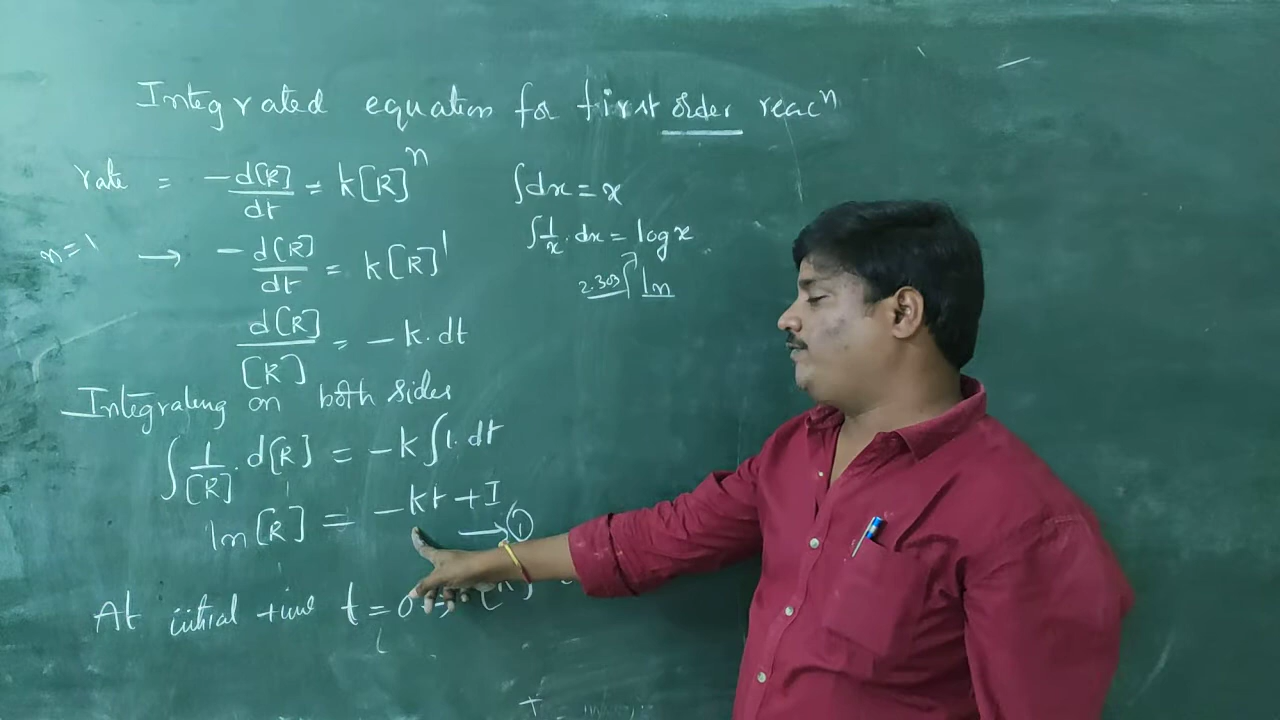 Integrated equation for first order reacⁿ
rate = -d[R]/dt = k[R]ⁿ
n=1 → -d[R]/dt = k[R]¹
d[R]/[R] = -k.dt
Integrating on both sides
∫1/[R].d[R] = -k∫1.dt
ln[R] = -kt+I
→①
At initial time t=0
∫dx=x
∫1/x.dx=logx
2.303 ln